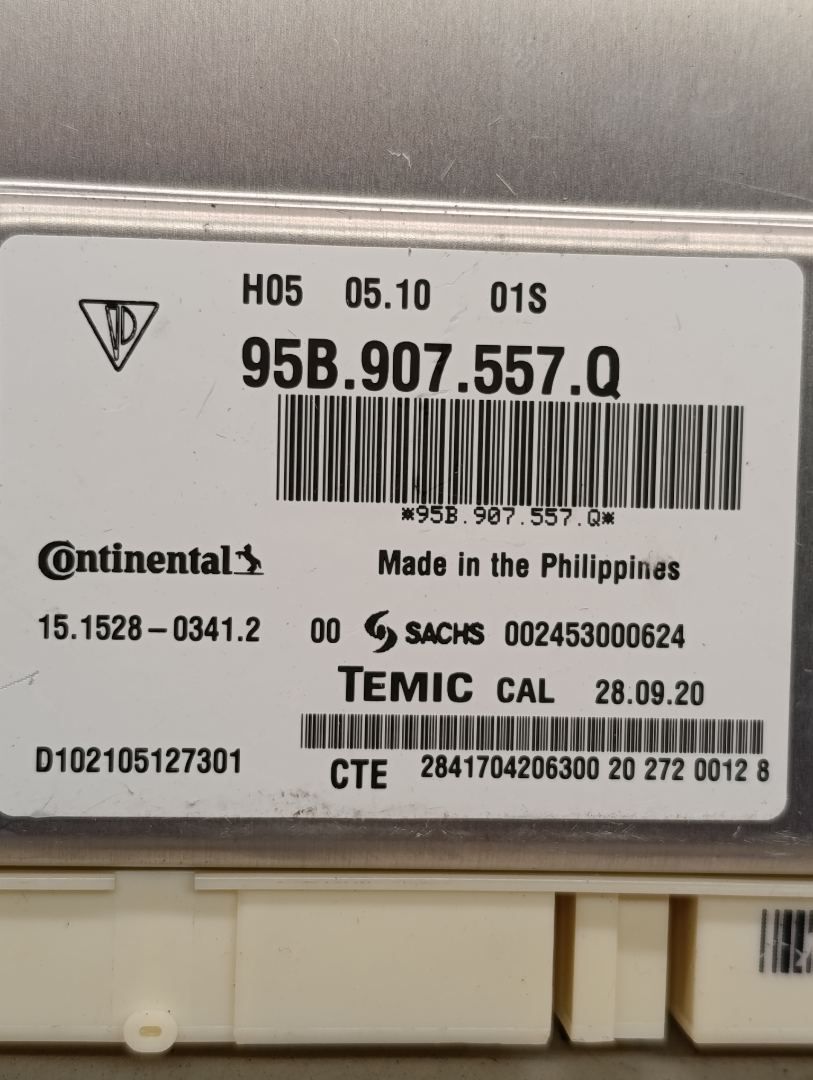 H05 05.10 01S
95B.907.557.Q
*95B.907.557.Q*
Continental
Made in the Philippines
15.1528-0341.2 00 SACHS 002453000624
TEMIC CAL 28.09.20
D102105127301
CTE 2841704206300 20 272 0012 8